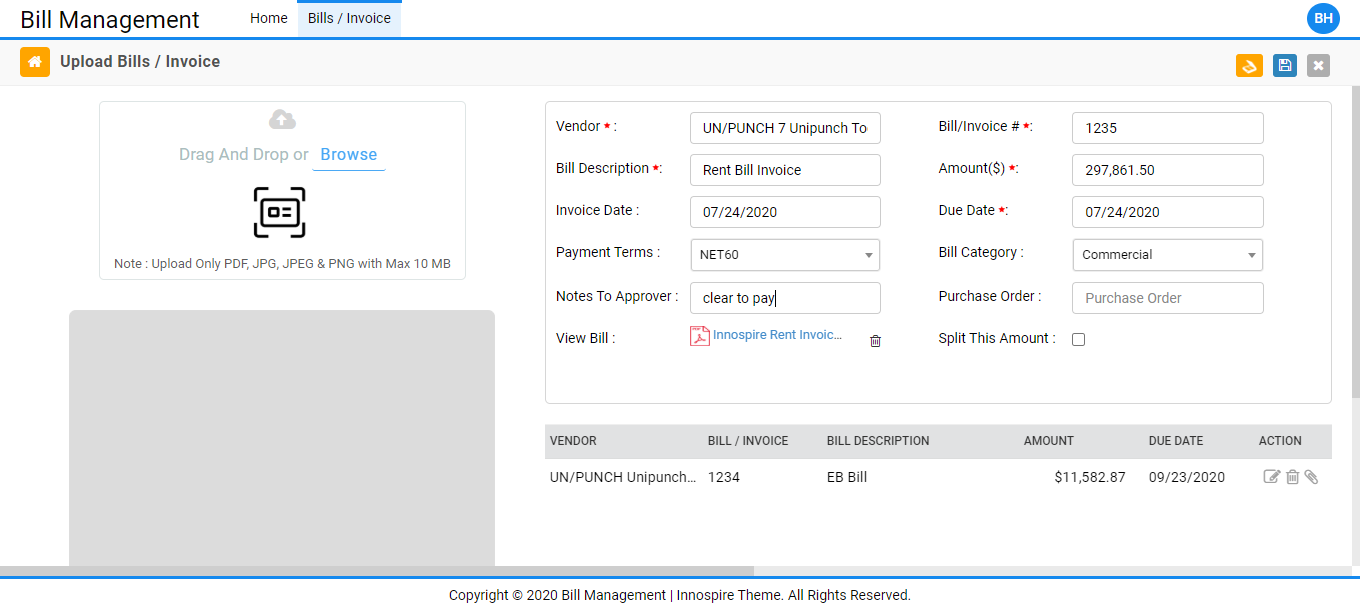 Bill Management Home Bills / Invoice BH
Upload Bills / Invoice
Drag And Drop or Browse
Note : Upload Only PDF, JPG, JPEG & PNG with Max 10 MB
Vendor * : UN/PUNCH 7 Unipunch To Bill/Invoice # *: 1235
Bill Description *: Rent Bill Invoice Amount($) *: 297,861.50
Invoice Date : 07/24/2020 Due Date *: 07/24/2020
Payment Terms : NET60 Bill Category : Commercial
Notes To Approver : clear to pay Purchase Order : Purchase Order
View Bill : Innospire Rent Invoic... Split This Amount :
VENDOR BILL / INVOICE BILL DESCRIPTION AMOUNT DUE DATE ACTION
UN/PUNCH Unipunch... 1234 EB Bill $11,582.87 09/23/2020
Copyright © 2020 Bill Management | Innospire Theme. All Rights Reserved.